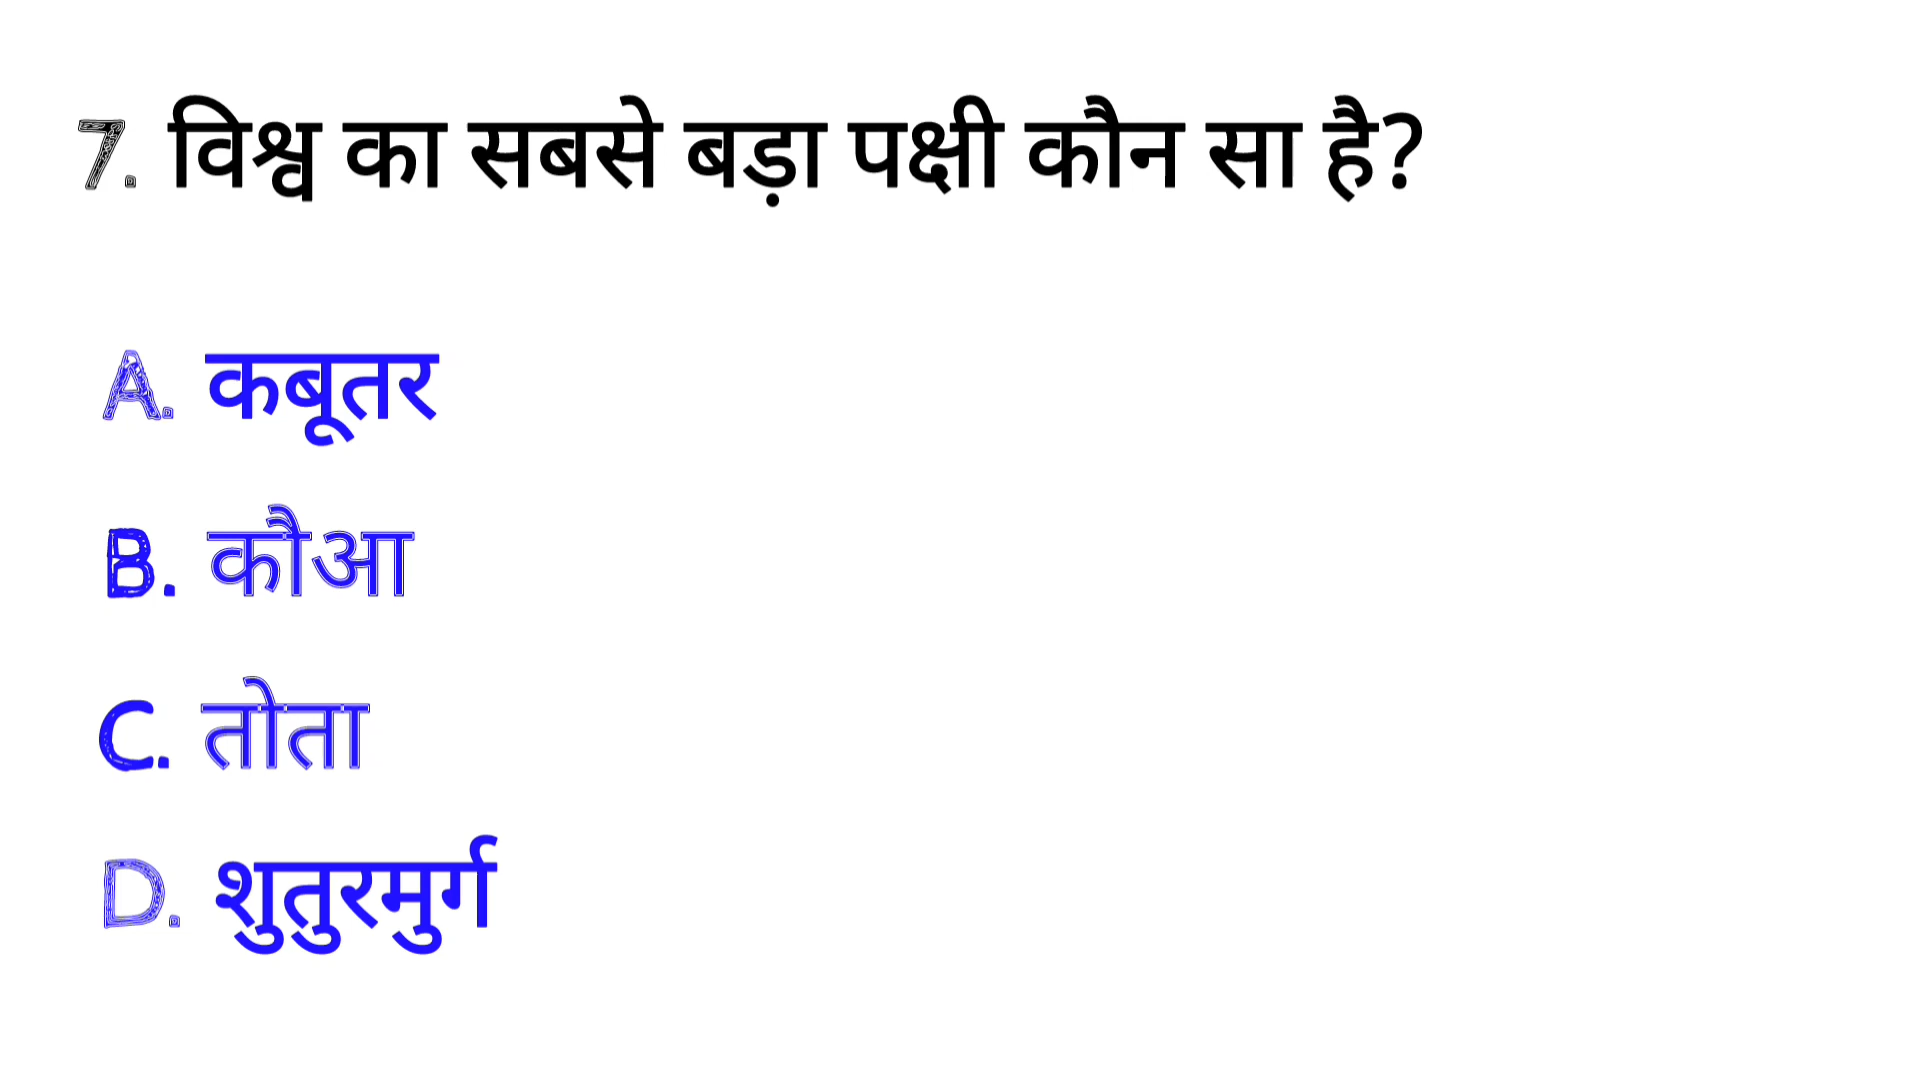 7. विश्व का सबसे बड़ा पक्षी कौन सा है?
A. कबूतर
B. कौआ
C. तोता
D. शुतुरमुर्ग